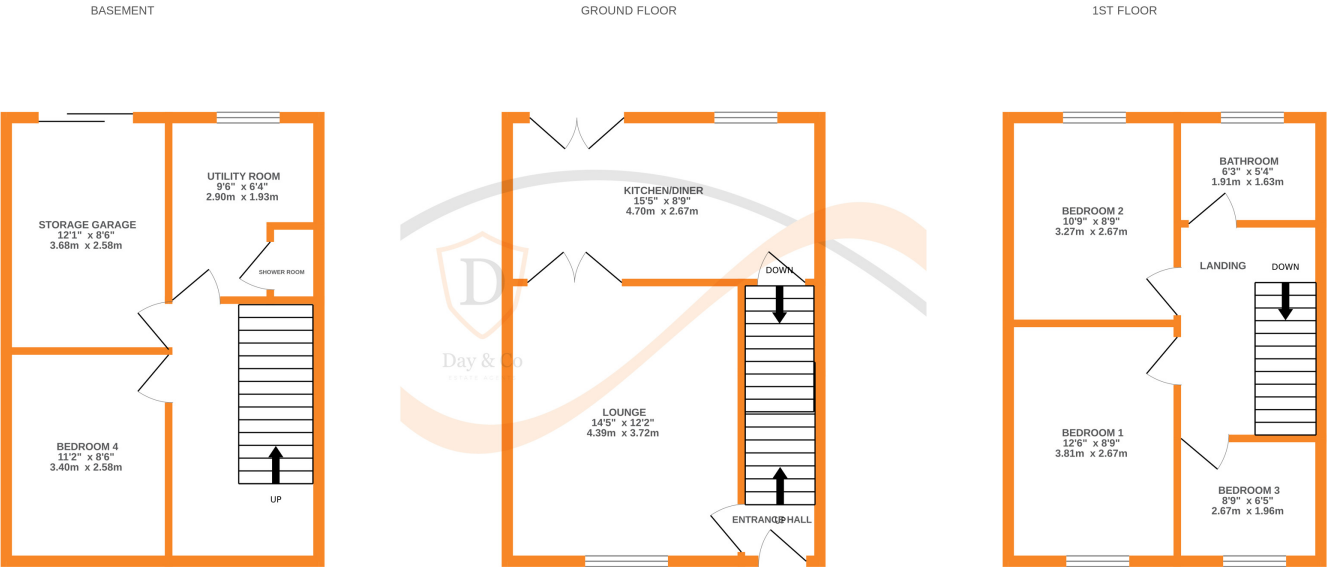 BASEMENT
GROUND FLOOR
1ST FLOOR
UTILITY ROOM
9'6" x 6'4"
2.90m x 1.93m
STORAGE GARAGE
12'1" x 8'6"
3.68m x 2.58m
SHOWER ROOM
BEDROOM 4
11'2" x 8'6"
3.40m x 2.58m
UP
KITCHEN/DINER
15'5" x 8'9"
4.70m x 2.67m
DOWN
D
Day & Co
LOUNGE
14'5" x 12'2"
4.39m x 3.72m
ENTRANCE HALL
UP
BATHROOM
6'3" x 5'4"
1.91m x 1.63m
BEDROOM 2
10'9" x 8'9"
3.27m x 2.67m
LANDING
DOWN
BEDROOM 1
12'6" x 8'9"
3.81m x 2.67m
BEDROOM 3
8'9" x 6'5"
2.67m x 1.96m